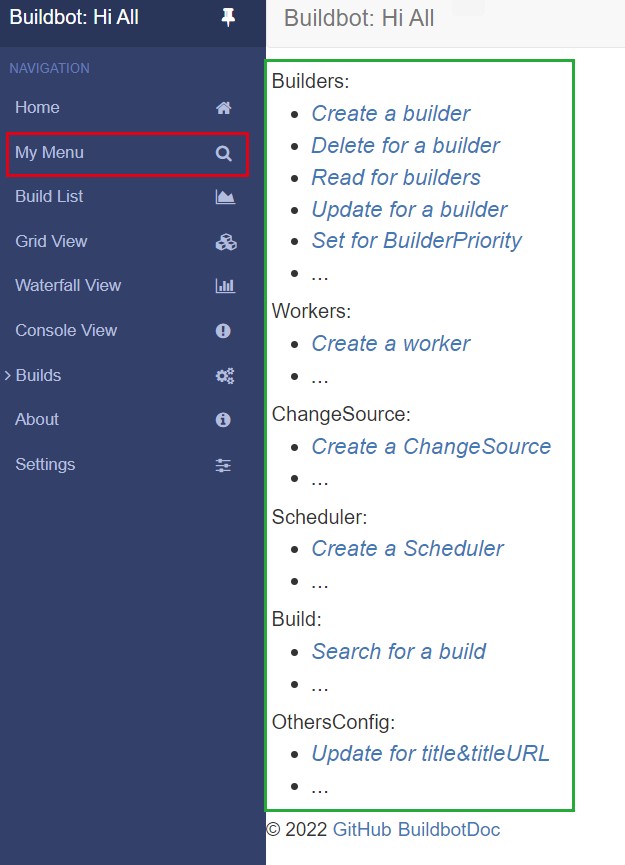 Buildbot: Hi All
NAVIGATION
Home
My Menu
Build List
Grid View
Waterfall View
Console View
Builds
About
Settings
Buildbot: Hi All
Builders:
Create a builder
Delete for a builder
Read for builders
Update for a builder
Set for BuilderPriority
...
Workers:
Create a worker
...
ChangeSource:
Create a ChangeSource
...
Scheduler:
Create a Scheduler
...
Build:
Search for a build
...
OthersConfig:
Update for title&titleURL
...
© 2022 GitHub BuildbotDoc